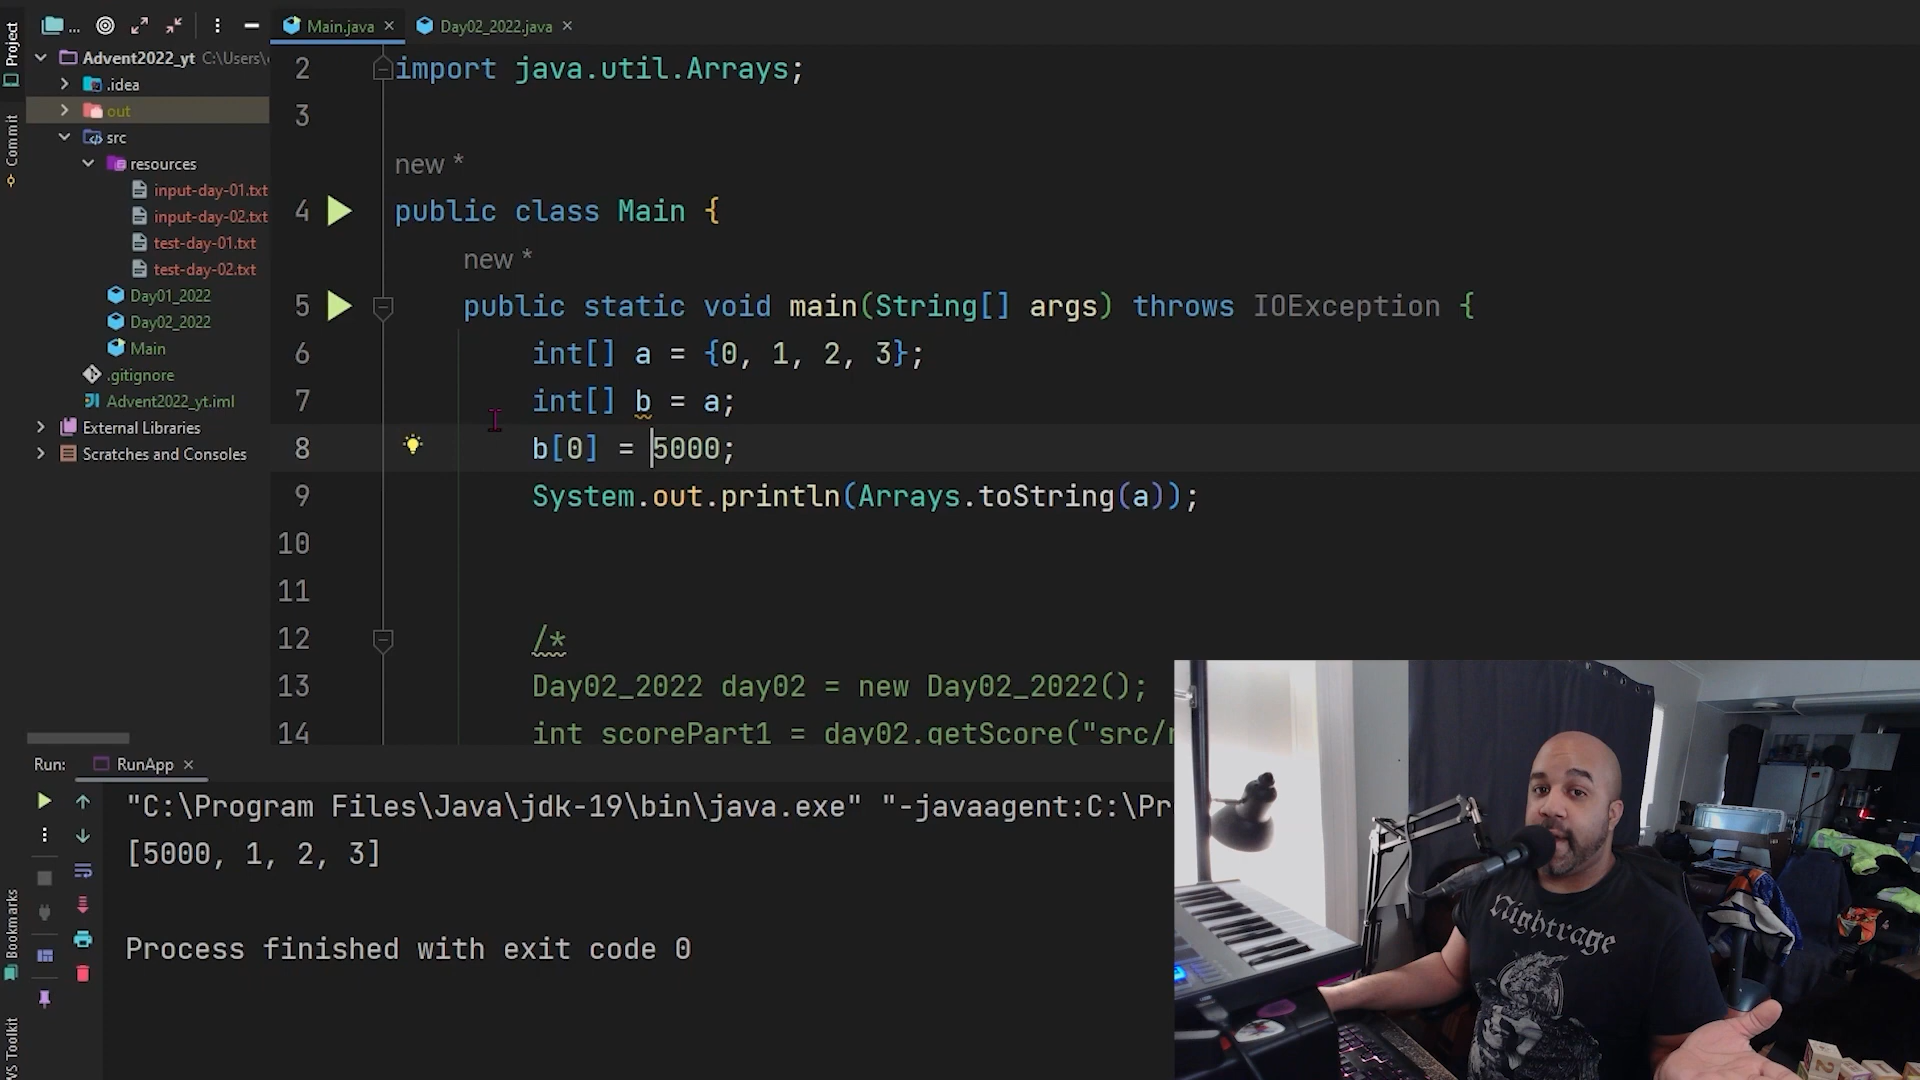 Project
Commit
Bookmarks
...
Advent2022_yt C:\Users\
.idea
out
src
resources
input-day-01.txt
input-day-02.txt
test-day-01.txt
test-day-02.txt
Day01_2022
Day02_2022
Main
.gitignore
Advent2022_yt.iml
External Libraries
Scratches and Consoles
Main.java Day02_2022.java
2 import java.util.Arrays;
3
new *
4 public class Main {
new *
5 public static void main(String[] args) throws IOException {
6 int[] a = {0, 1, 2, 3};
7 int[] b = a;
8 b[0] = 5000;
9 System.out.println(Arrays.toString(a));
10
11
12 /*
13 Day02_2022 day02 = new Day02_2022();
14 int scorePart1 = day02.getScore("src/r
Run: RunApp
"C:\Program Files\Java\jdk-19\bin\java.exe" "-javaagent:C:\Pr
[5000, 1, 2, 3]
Process finished with exit code 0
Toolkit
Nightrage
2